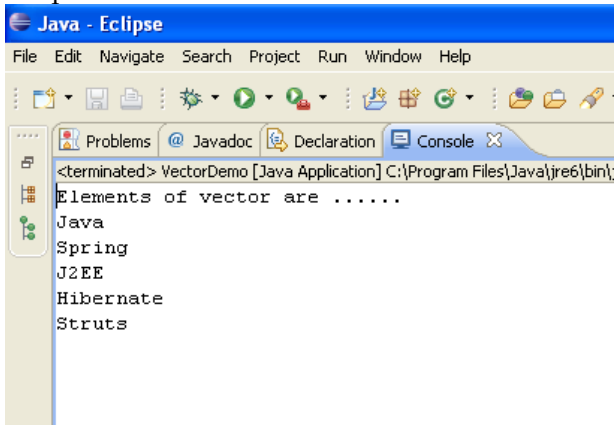 Java - Eclipse
File Edit Navigate Search Project Run Window Help
Problems @ Javadoc Declaration Console
<terminated> VectorDemo [Java Application] C:\Program Files\Java\jre6\bin\
Elements of vector are ......
Java
Spring
J2EE
Hibernate
Struts